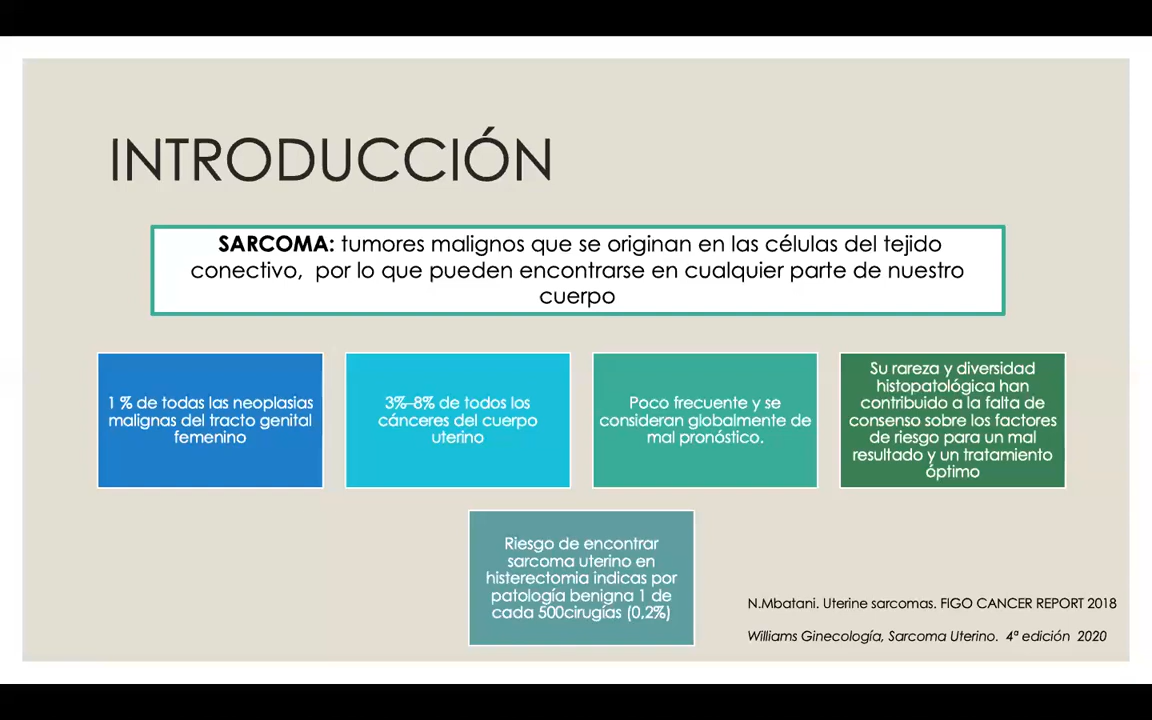 INTRODUCCIÓN
SARCOMA: tumores malignos que se originan en las células del tejido
conectivo, por lo que pueden encontrarse en cualquier parte de nuestro
cuerpo
1 % de todas las neoplasias
malignas del tracto genital
femenino
3%–8% de todos los
cánceres del cuerpo
uterino
Poco frecuente y se
consideran globalmente de
mal pronóstico.
Su rareza y diversidad
histopatológica han
contribuido a la falta de
consenso sobre los factores
de riesgo para un mal
resultado y un tratamiento
óptimo
Riesgo de encontrar
sarcoma uterino en
histerectomia indicas por
patología benigna 1 de
cada 500cirugías (0,2%)
N.Mbatani. Uterine sarcomas. FIGO CANCER REPORT 2018
Williams Ginecología, Sarcoma Uterino. 4ª edición 2020